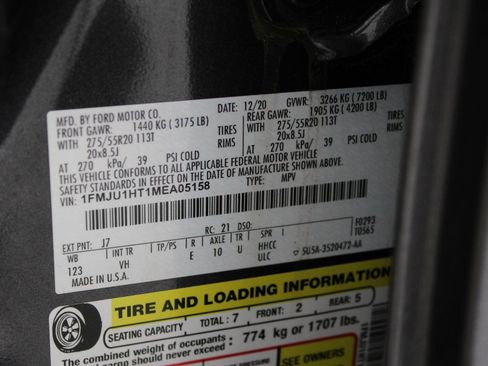 MFD. BY FORD MOTOR CO.
DATE: 12/20 GVWR: 3266 KG ( 7200 LB)
FRONT GAWR: 1440 KG ( 3175 LB) REAR GAWR: 1905 KG ( 4200 LB)
WITH 275/55R20 113T TIRES WITH 275/55R20 113T TIRES
20x8.5J RIMS 20x8.5J
AT 270 kPa/ 39 PSI COLD AT 270 kPa/ 39 PSI COLD
THIS VEHICLE CONFORMS TO ALL APPLICABLE FEDERAL MOTOR VEHICLE
SAFETY STANDARDS IN EFFECT ON THE DATE OF MANUFACTURE SHOWN ABOVE.
VIN: 1FMJU1HT1MEA05158 TYPE: MPV
EXT PNT: J7 RC: 21 DSO: F0293
WB INT TR TP/PS R AXLE TR SPR T0565
123 VH E 10 U HHCC
MADE IN U.S.A. ULC 5U5A-3520472-AA
TIRE AND LOADING INFORMATION
SEATING CAPACITY TOTAL: 7 FRONT: 2 REAR: 5
The combined weight of occupants 774 kg or 1707 lbs.
SEE OWNERS